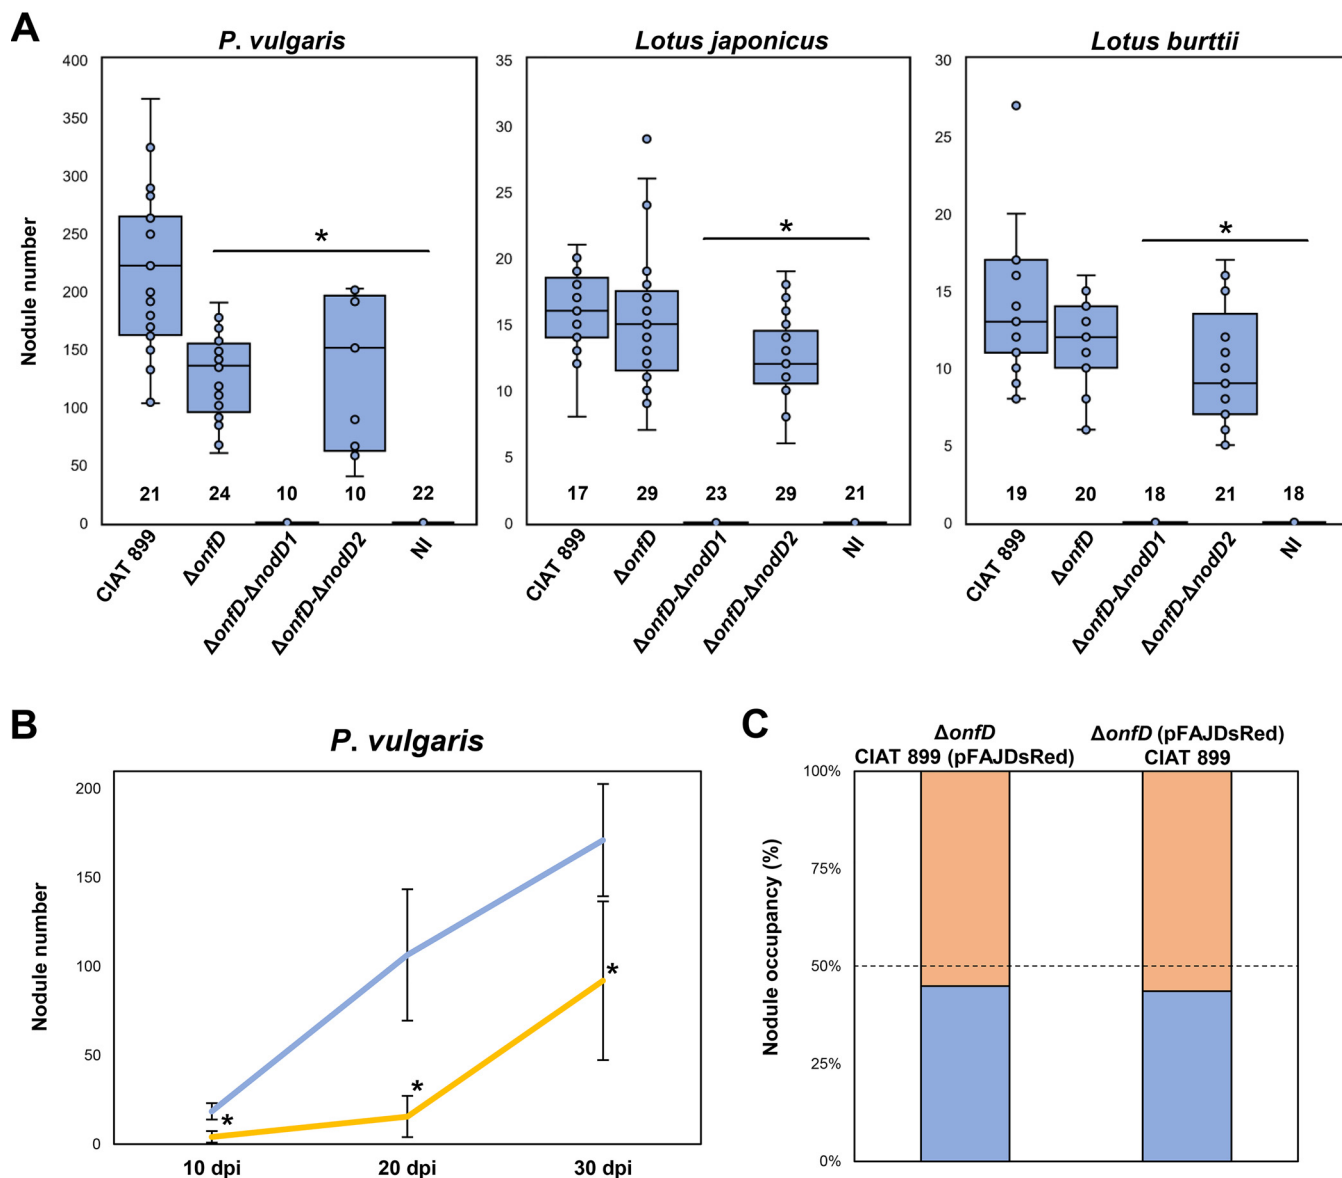 A
P. vulgaris
Nodule number
400
350
300
250
200
150
100
50
0
*
21
24
10
10
22
CIAT 899
ΔonfD
ΔonfD-ΔnodD1
ΔonfD-ΔnodD2
NI
Lotus japonicus
35
30
25
20
15
10
5
0
*
17
29
23
29
21
CIAT 899
ΔonfD
ΔonfD-ΔnodD1
ΔonfD-ΔnodD2
NI
Lotus burttii
30
25
20
15
10
5
0
*
19
20
18
21
18
CIAT 899
ΔonfD
ΔonfD-ΔnodD1
ΔonfD-ΔnodD2
NI
B
P. vulgaris
Nodule number
200
150
100
50
0
*
*
*
10 dpi
20 dpi
30 dpi
C
ΔonfD
CIAT 899 (pFAJDsRed)
ΔonfD (pFAJDsRed)
CIAT 899
Nodule occupancy (%)
100%
75%
50%
25%
0%